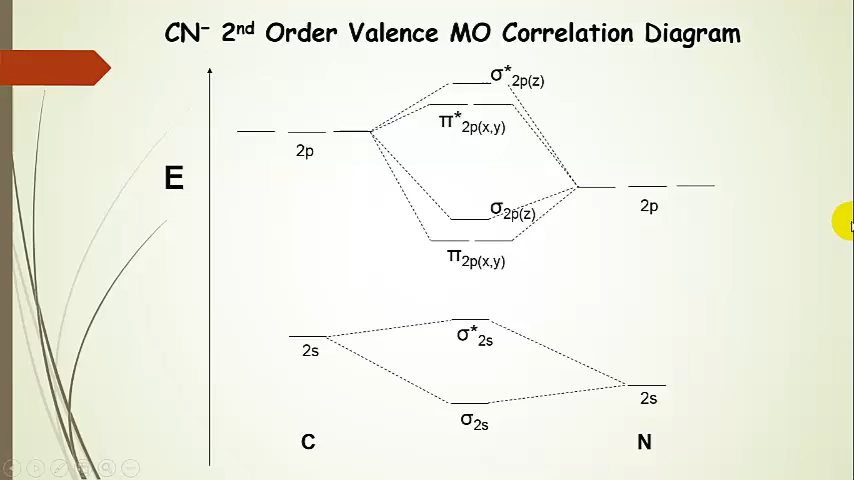 CN⁻ 2ⁿᵈ Order Valence MO Correlation Diagram
σ*2p(z)
π*2p(x,y)
2p
E
σ2p(z)
2p
π2p(x,y)
σ*2s
2s
2s
σ2s
C
N